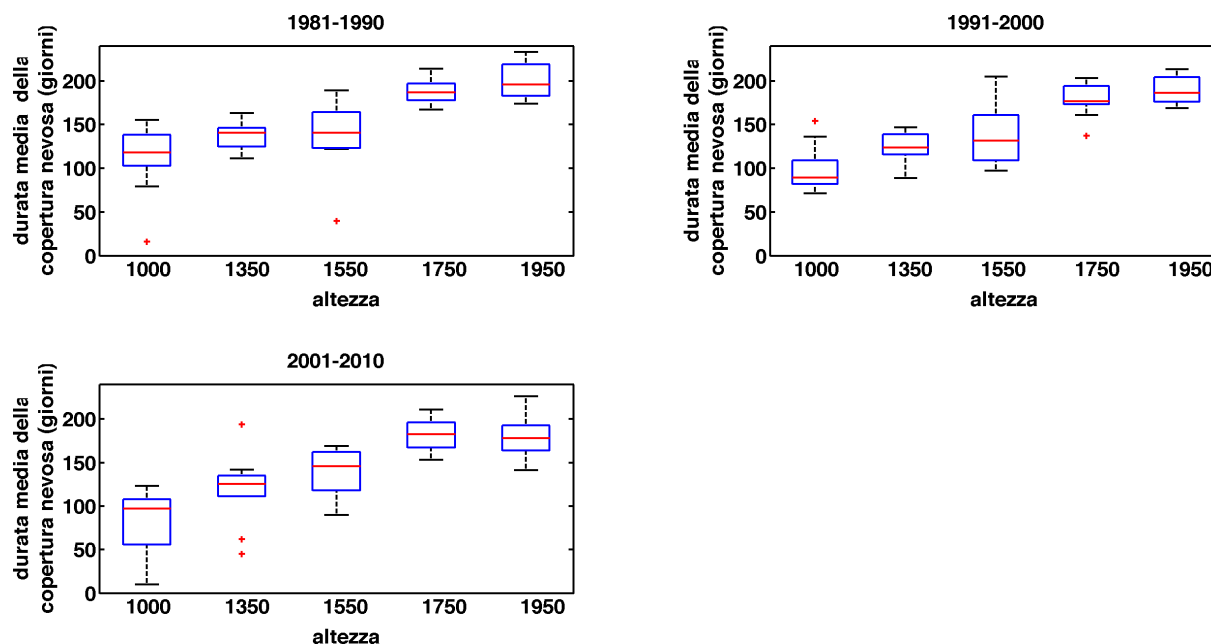 1981-1990
durata media della
copertura nevosa (giorni)
200
150
100
50
0
1000 1350 1550 1750 1950
altezza
1991-2000
durata media della
copertura nevosa (giorni)
200
150
100
50
0
1000 1350 1550 1750 1950
altezza
2001-2010
durata media della
copertura nevosa (giorni)
200
150
100
50
0
1000 1350 1550 1750 1950
altezza